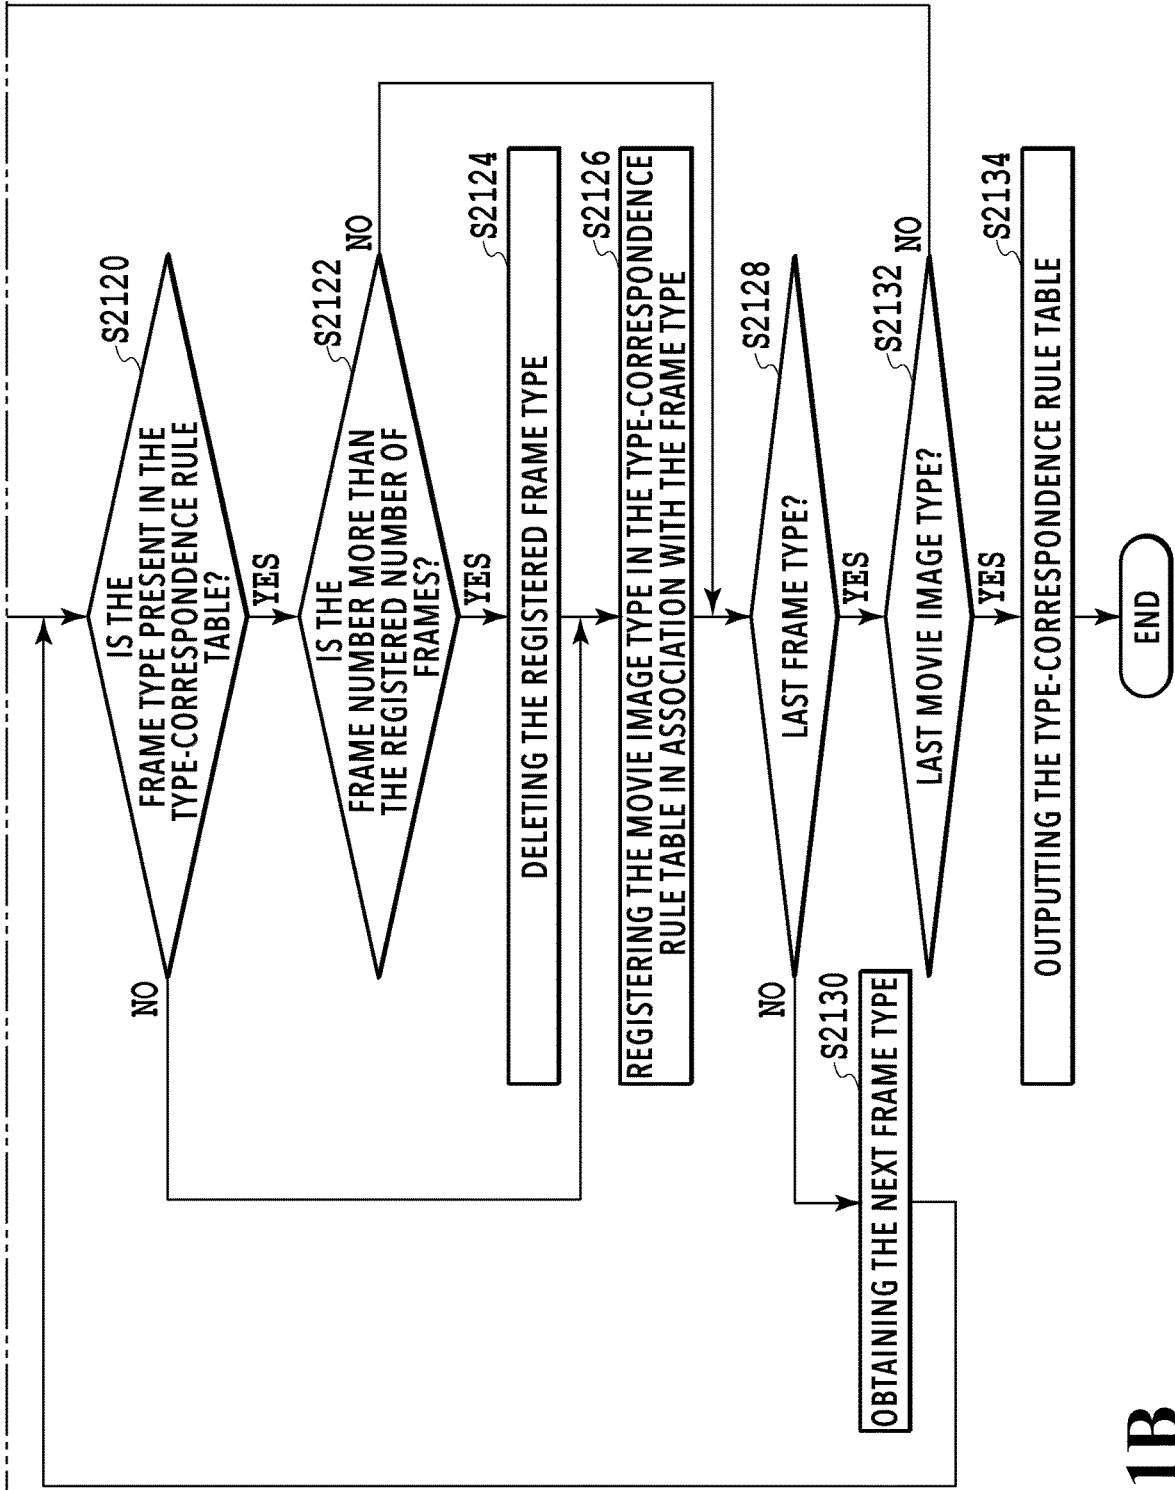 S2120
IS THE
FRAME TYPE PRESENT IN THE
TYPE-CORRESPONDENCE RULE
TABLE?
NO
YES
S2122
IS THE
FRAME NUMBER MORE THAN
THE REGISTERED NUMBER OF
FRAMES?
NO
YES
S2124
DELETING THE REGISTERED FRAME TYPE
S2126
REGISTERING THE MOVIE IMAGE TYPE IN THE TYPE-CORRESPONDENCE
RULE TABLE IN ASSOCIATION WITH THE FRAME TYPE
S2128
LAST FRAME TYPE?
NO
YES
S2130
OBTAINING THE NEXT FRAME TYPE
S2132
LAST MOVIE IMAGE TYPE?
NO
YES
S2134
OUTPUTTING THE TYPE-CORRESPONDENCE RULE TABLE
END
1B